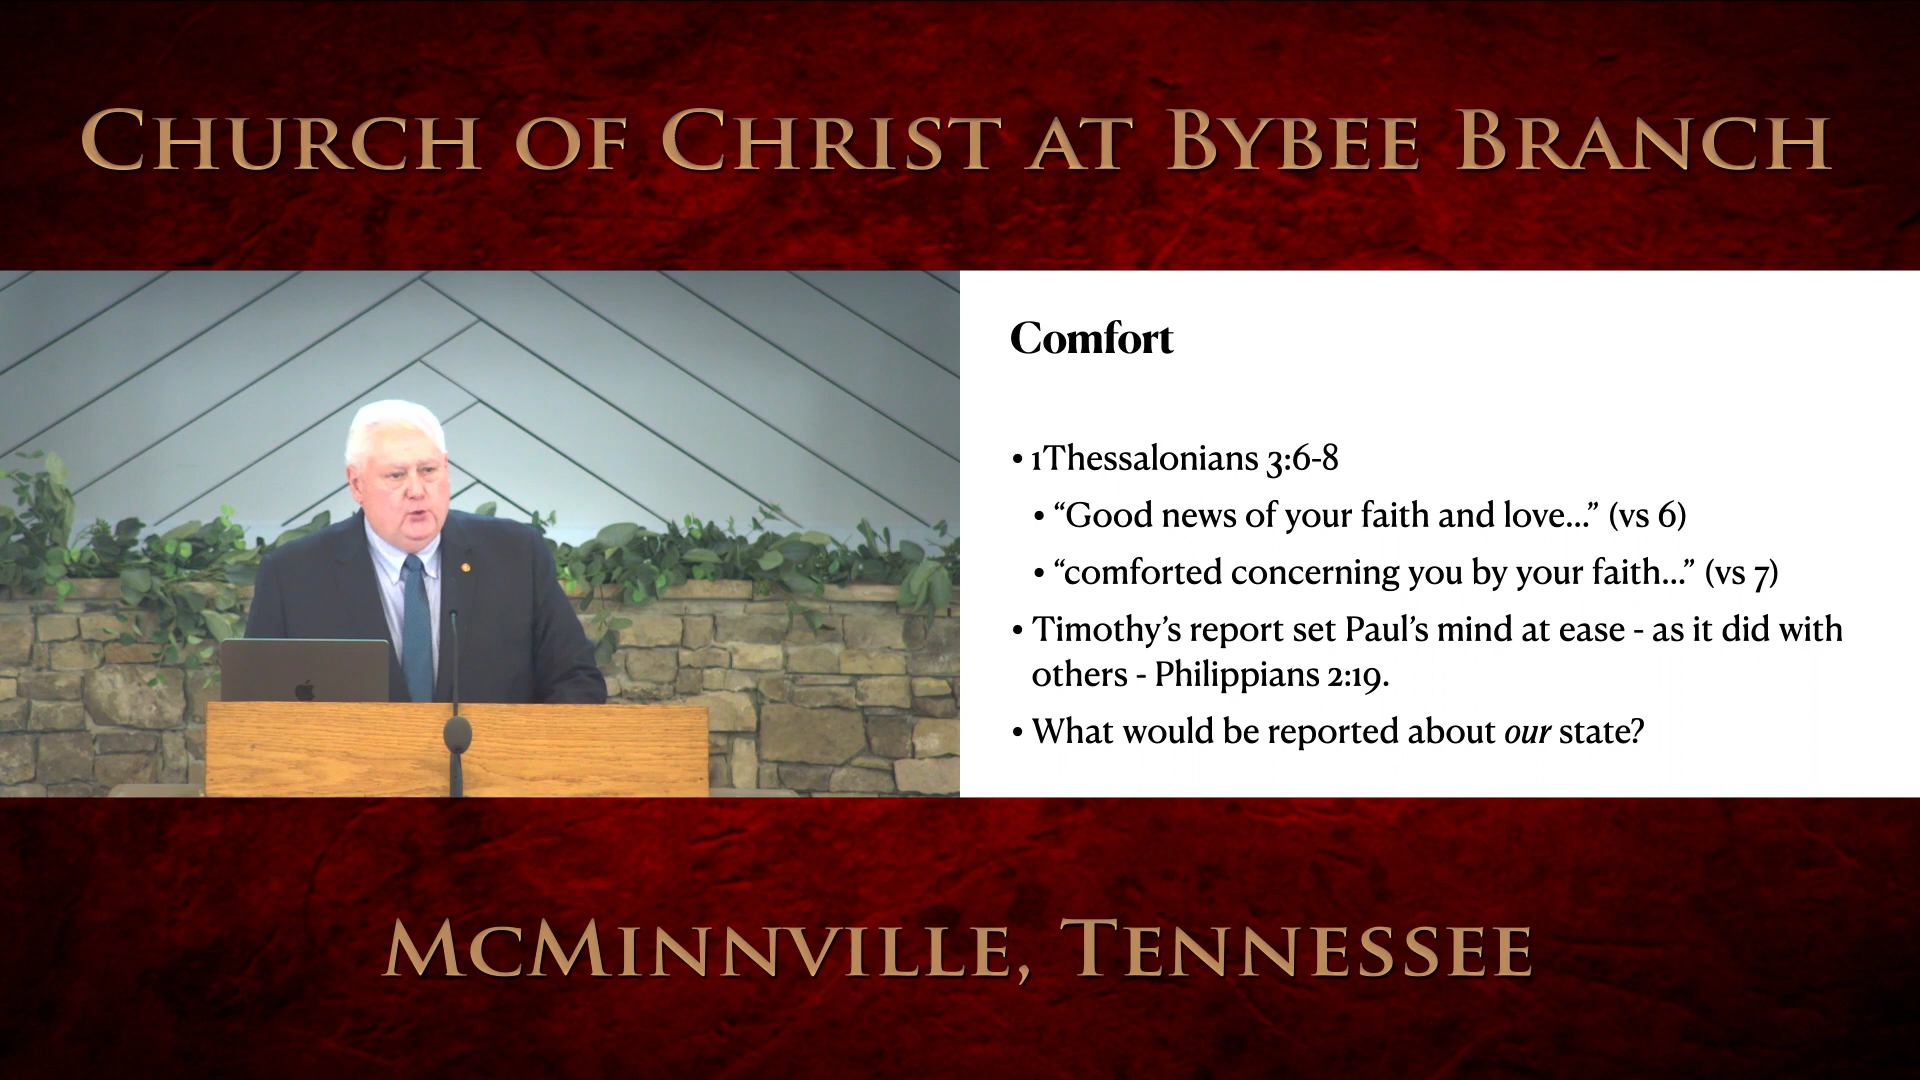 Church of Christ at Bybee Branch
Comfort
• 1Thessalonians 3:6-8
• “Good news of your faith and love...” (vs 6)
• “comforted concerning you by your faith...” (vs 7)
• Timothy’s report set Paul’s mind at ease - as it did with
others - Philippians 2:19.
• What would be reported about our state?
McMinnville, Tennessee